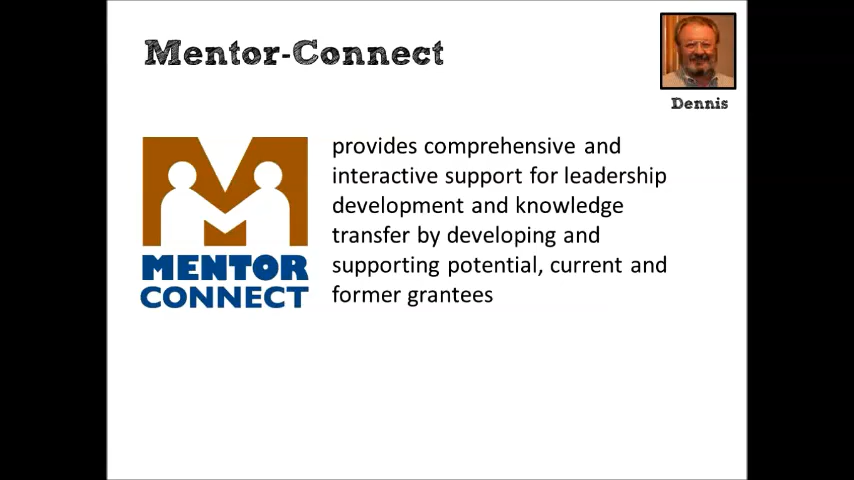 Mentor-Connect
Dennis
provides comprehensive and
interactive support for leadership
development and knowledge
transfer by developing and
supporting potential, current and
former grantees
MENTOR
CONNECT